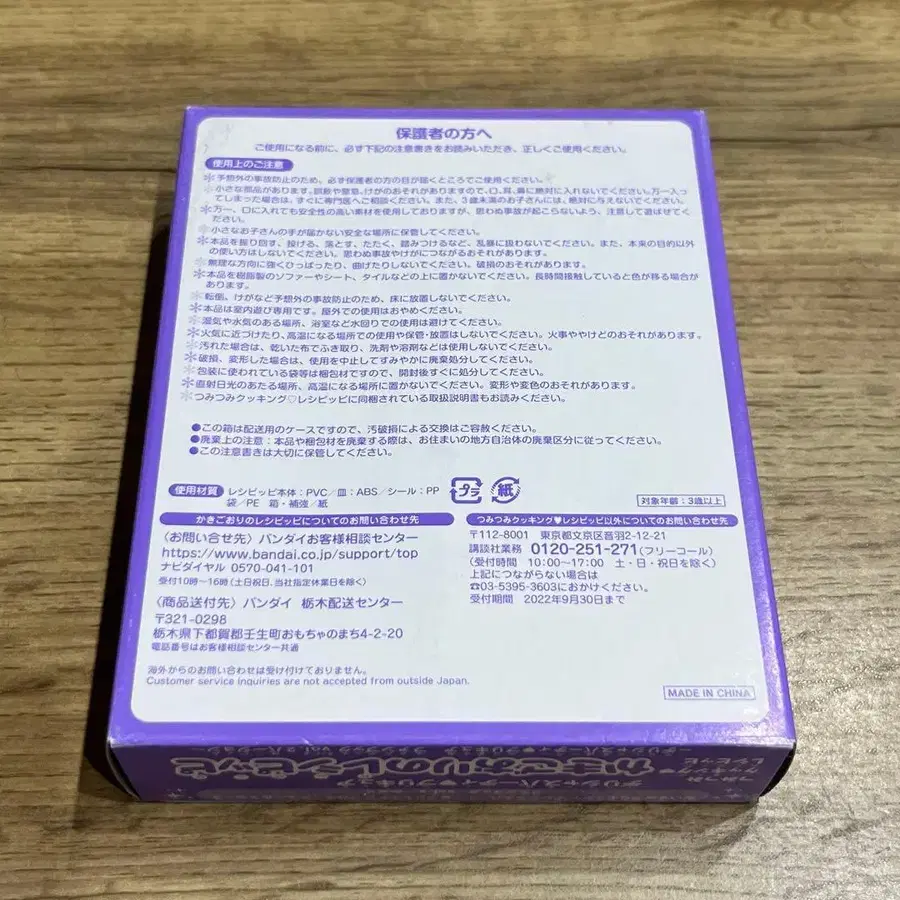 保護者の方へ
ご使用になる前に、必ず下記の注意書きをお読みいただき、正しくご使用ください。
使用上のご注意
＊予想外の事故防止のため、必ず保護者の方の目が届くところでご使用ください。
＊小さな部品があります。誤飲や窒息、けがのおそれがありますので、口、耳、鼻に絶対に入れないでください。万一入っ
てしまった場合は、すぐに専門医へご相談ください。また、3歳未満のお子さんには、絶対に与えないでください。
＊万一、口に入れても安全性の高い素材を使用しておりますが、思わぬ事故が起こらないよう、注意して遊ばせてく
ださい。
＊小さなお子さんの手が届かない安全な場所に保管してください。
＊本品を振り回す、投げる、落とす、たたく、踏みつけるなど、乱暴に扱わないでください。また、本来の目的以外
の使い方はしないでください。思わぬ事故やけがにつながるおそれがあります。
＊無理な方向に強くひっぱったり、曲げたりしないでください。破損のおそれがあります。
＊本品を樹脂製のソファーやシート、タイルなどの上に置かないでください。長時間接触していると色が移る場合が
あります。
＊転倒、けがなど予想外の事故防止のため、床に放置しないでください。
＊本品は室内遊び専用です。屋外での使用はおやめください。
＊湿気や水気のある場所、浴室など水回りでの使用は避けてください。
＊火気に近づけたり、高温になる場所での使用や保管・放置はしないでください。火事ややけどのおそれがあります。
＊汚れた場合は、乾いた布でふき取り、洗剤や溶剤などは使用しないでください。
＊破損、変形した場合は、使用を中止してすみやかに廃棄処分してください。
＊包装に使われている袋等は梱包材ですので、開封後すぐに処分してください。
＊直射日光のあたる場所、高温になる場所に置かないでください。変形や変色のおそれがあります。
＊つみつみクッキング♡レシピッピに同梱されている取扱説明書もお読みください。
●この箱は配送用のケースですので、汚破損による交換はご容赦ください。
●廃棄上の注意：本品や梱包材を廃棄する際は、お住まいの地方自治体の廃棄区分に従ってください。
●この注意書きは大切に保管してください。
使用材質 レシピッピ本体：PVC／皿：ABS／シール：PP
袋／PE 箱・補強／紙
プラ 紙
対象年齢：3歳以上
かきごおりのレシピッピについてのお問い合わせ先
〈お問い合せ先〉バンダイお客様相談センター
https://www.bandai.co.jp/support/top
ナビダイヤル 0570-041-101
受付10時〜16時（土日祝日、当社指定休業日を除く）
〈商品送付先〉バンダイ 栃木配送センター
〒321-0298
栃木県下都賀郡壬生町おもちゃのまち4-2-20
電話番号はお客様相談センター共通
つみつみクッキング♥レシピッピ以外についてのお問い合わせ先
〒112-8001 東京都文京区音羽2-12-21
講談社業務 0120-251-271（フリーコール）
（受付時間 10：00〜17：00 土・日・祝日を除く）
上記につながらない場合は
☎03-5395-3603におかけください。
受付期間 2022年9月30日まで
海外からのお問い合わせは受け付けておりません。
Customer service inquiries are not accepted from outside Japan.
MADE IN CHINA
つみつみ
クッキング♥
レシピッピ
かきごおりのレシピッピ
デリシャスパーティ♥プリキュア